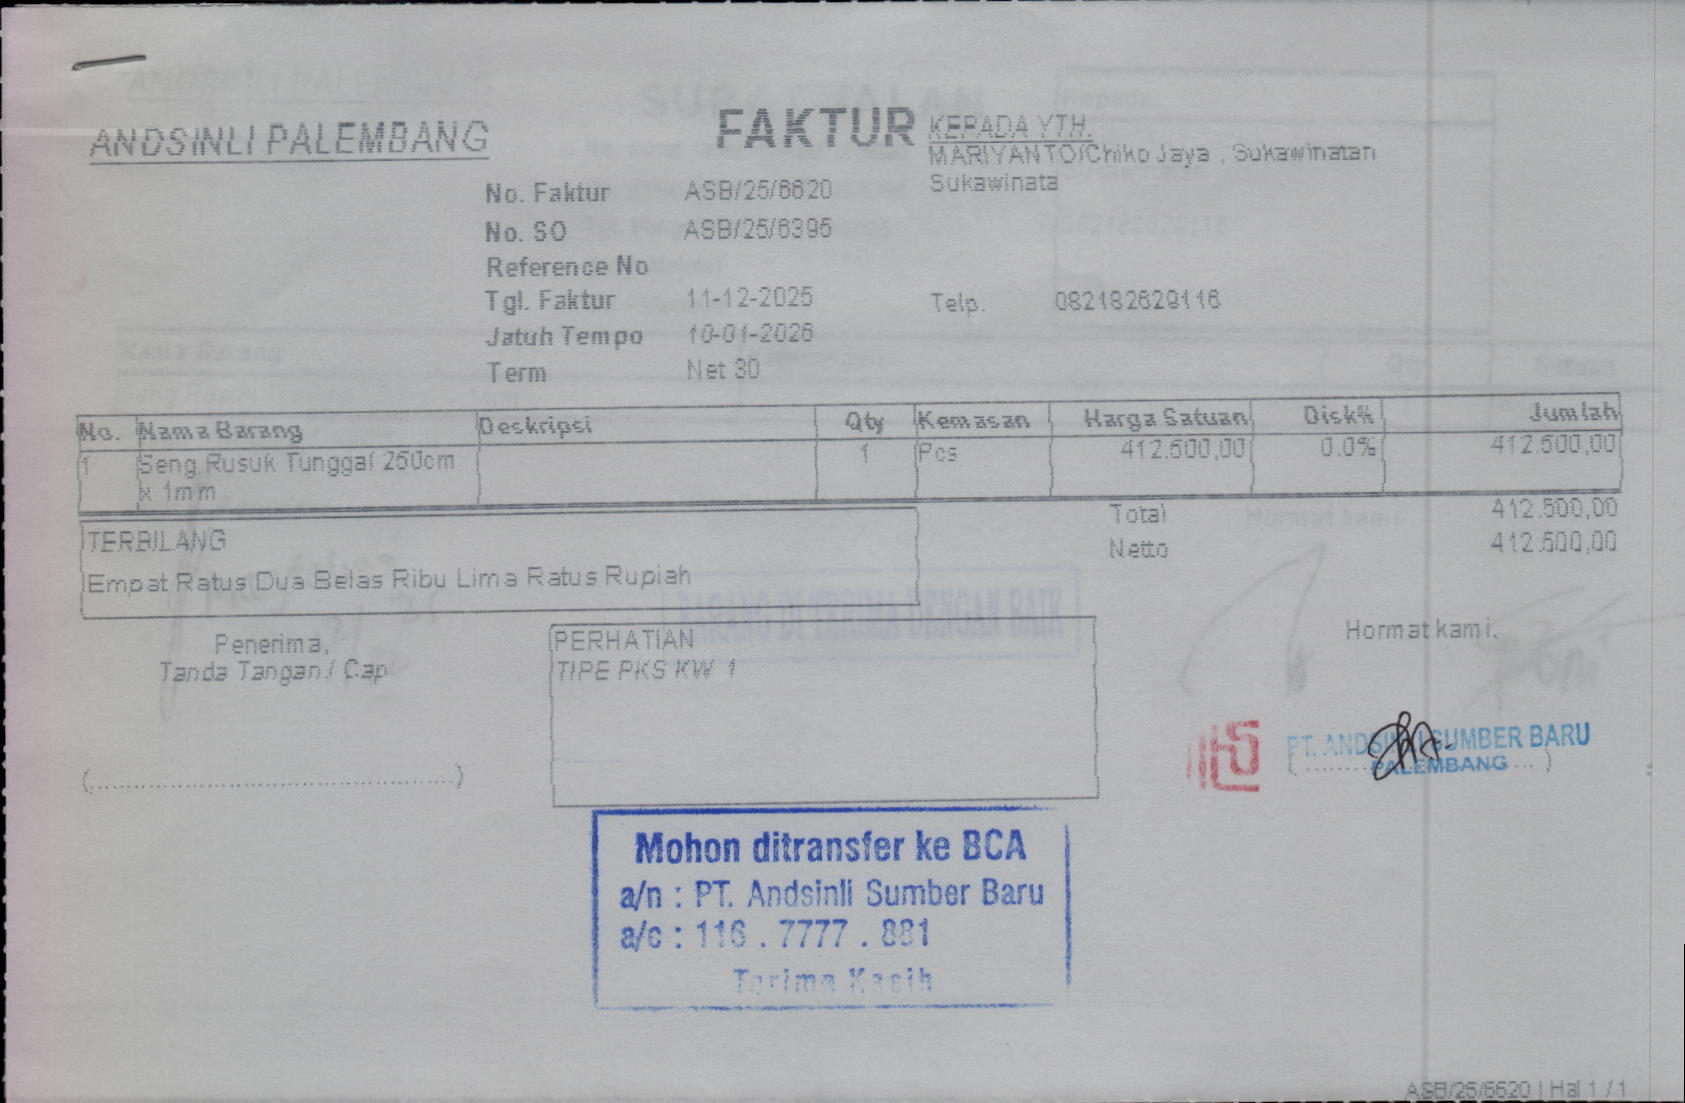 ANDSINLI PALEMBANG
FAKTUR
KEPADA YTH.
MARIYANTO/Chiko Jaya , Sukawinatan
Sukawinata
No. Faktur ASB/25/6620
No. SO ASB/25/6395
Reference No
Tgl. Faktur 11-12-2025
Telp. 082182629116
Jatuh Tempo 10-01-2026
Term Net 30
No. Nama Barang Deskripsi Qty Kemasan Harga Satuan Disk% Jumlah
1 Seng Rusuk Tunggal 250cm 1 Pcs 412.500,00 0.0% 412.500,00
x 1mm
Total 412.500,00
Netto 412.500,00
TERBILANG
Empat Ratus Dua Belas Ribu Lima Ratus Rupiah
Penerima,
Tanda Tangan / Cap
PERHATIAN
TIPE PKS KW 1
Hormat kami,
PT. ANDSINLI SUMBER BARU
PALEMBANG
Mohon ditransfer ke BCA
a/n : PT. Andsinli Sumber Baru
a/c : 116 . 7777 . 881
Terima Kasih
ASB/25/6620 | Hal 1 / 1